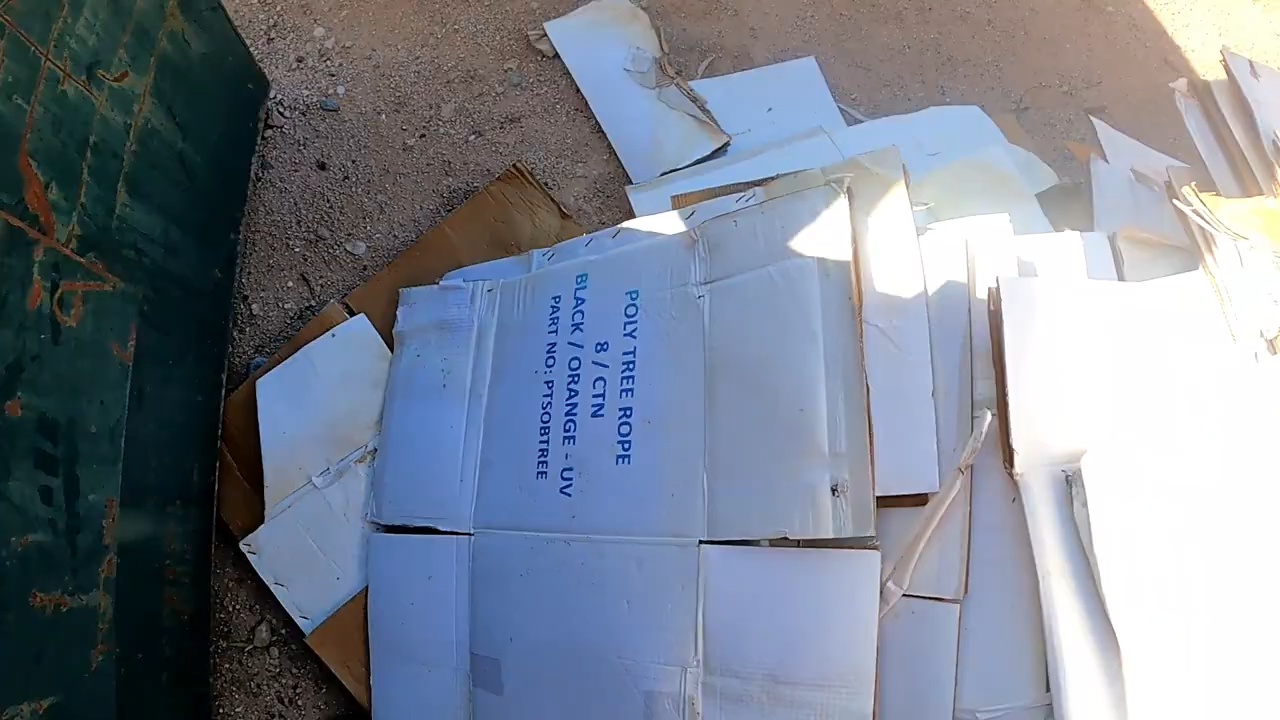 POLY TREE ROPE
8 / CTN
BLACK / ORANGE - UV
PART NO: PTSOBTREE